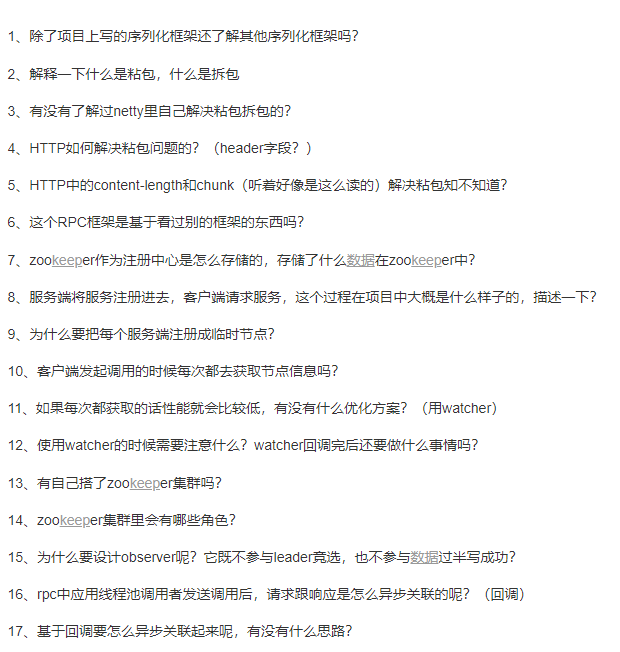 1、除了项目上写的序列化框架还了解其他序列化框架吗？
2、解释一下什么是粘包，什么是拆包
3、有没有了解过netty里自己解决粘包拆包的？
4、HTTP如何解决粘包问题的？（header字段？）
5、HTTP中的content-length和chunk（听着好像是这么读的）解决粘包知不知道？
6、这个RPC框架是基于看过别的框架的东西吗？
7、zookeeper作为注册中心是怎么存储的，存储了什么数据在zookeeper中？
8、服务端将服务注册进去，客户端请求服务，这个过程在项目中大概是什么样子的，描述一下？
9、为什么要把每个服务端注册成临时节点？
10、客户端发起调用的时候每次都去获取节点信息吗？
11、如果每次都获取的话性能就会比较低，有没有什么优化方案？（用watcher）
12、使用watcher的时候需要注意什么？watcher回调完后还要做什么事情吗？
13、有自己搭了zookeeper集群吗？
14、zookeeper集群里会有哪些角色？
15、为什么要设计observer呢？它既不参与leader竞选，也不参与数据过半写成功？
16、rpc中应用线程池调用者发送调用后，请求跟响应是怎么异步关联的呢？（回调）
17、基于回调要怎么异步关联起来呢，有没有什么思路？